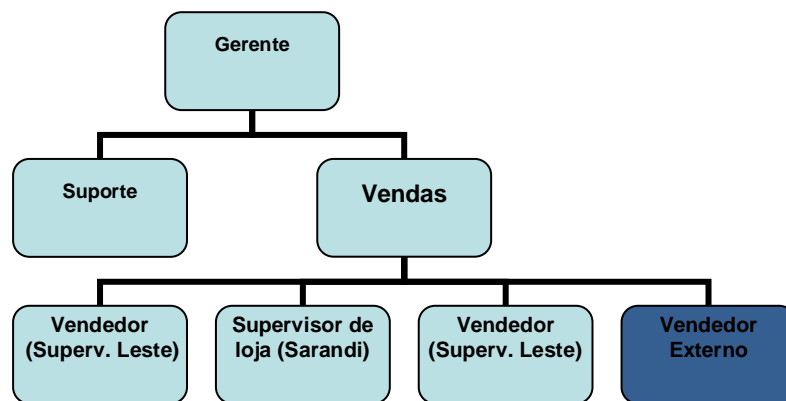 Gerente
Suporte
Vendas
Vendedor
(Superv. Leste)
Supervisor de
loja (Sarandi)
Vendedor
(Superv. Leste)
Vendedor
Externo